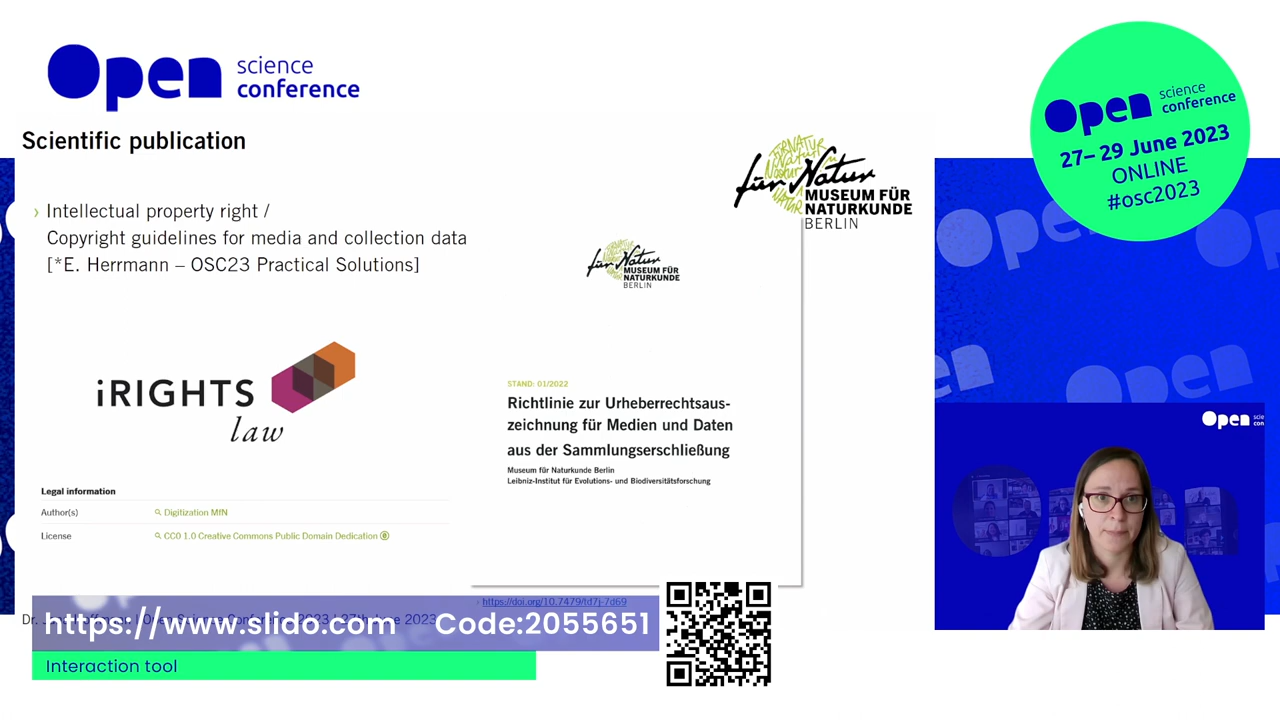 Open science conference
Scientific publication
› Intellectual property right /
Copyright guidelines for media and collection data
[*E. Herrmann – OSC23 Practical Solutions]
iRIGHTS
law
Legal information
Author(s) Digitization MfN
License CC0 1.0 Creative Commons Public Domain Dedication
für Natur
MUSEUM FÜR
NATURKUNDE
BERLIN
für Natur
MUSEUM FÜR
NATURKUNDE
BERLIN
STAND: 01/2022
Richtlinie zur Urheberrechtsaus-
zeichnung für Medien und Daten
aus der Sammlungserschließung
Museum für Naturkunde Berlin
Leibniz-Institut für Evolutions- und Biodiversitätsforschung
› https://doi.org/10.7479/td7j-7d69
https://www.slido.com Code:2055651
Interaction tool
Open science conference
27– 29 June 2023
ONLINE
#osc2023
Open
Open
Open
Open sci
con